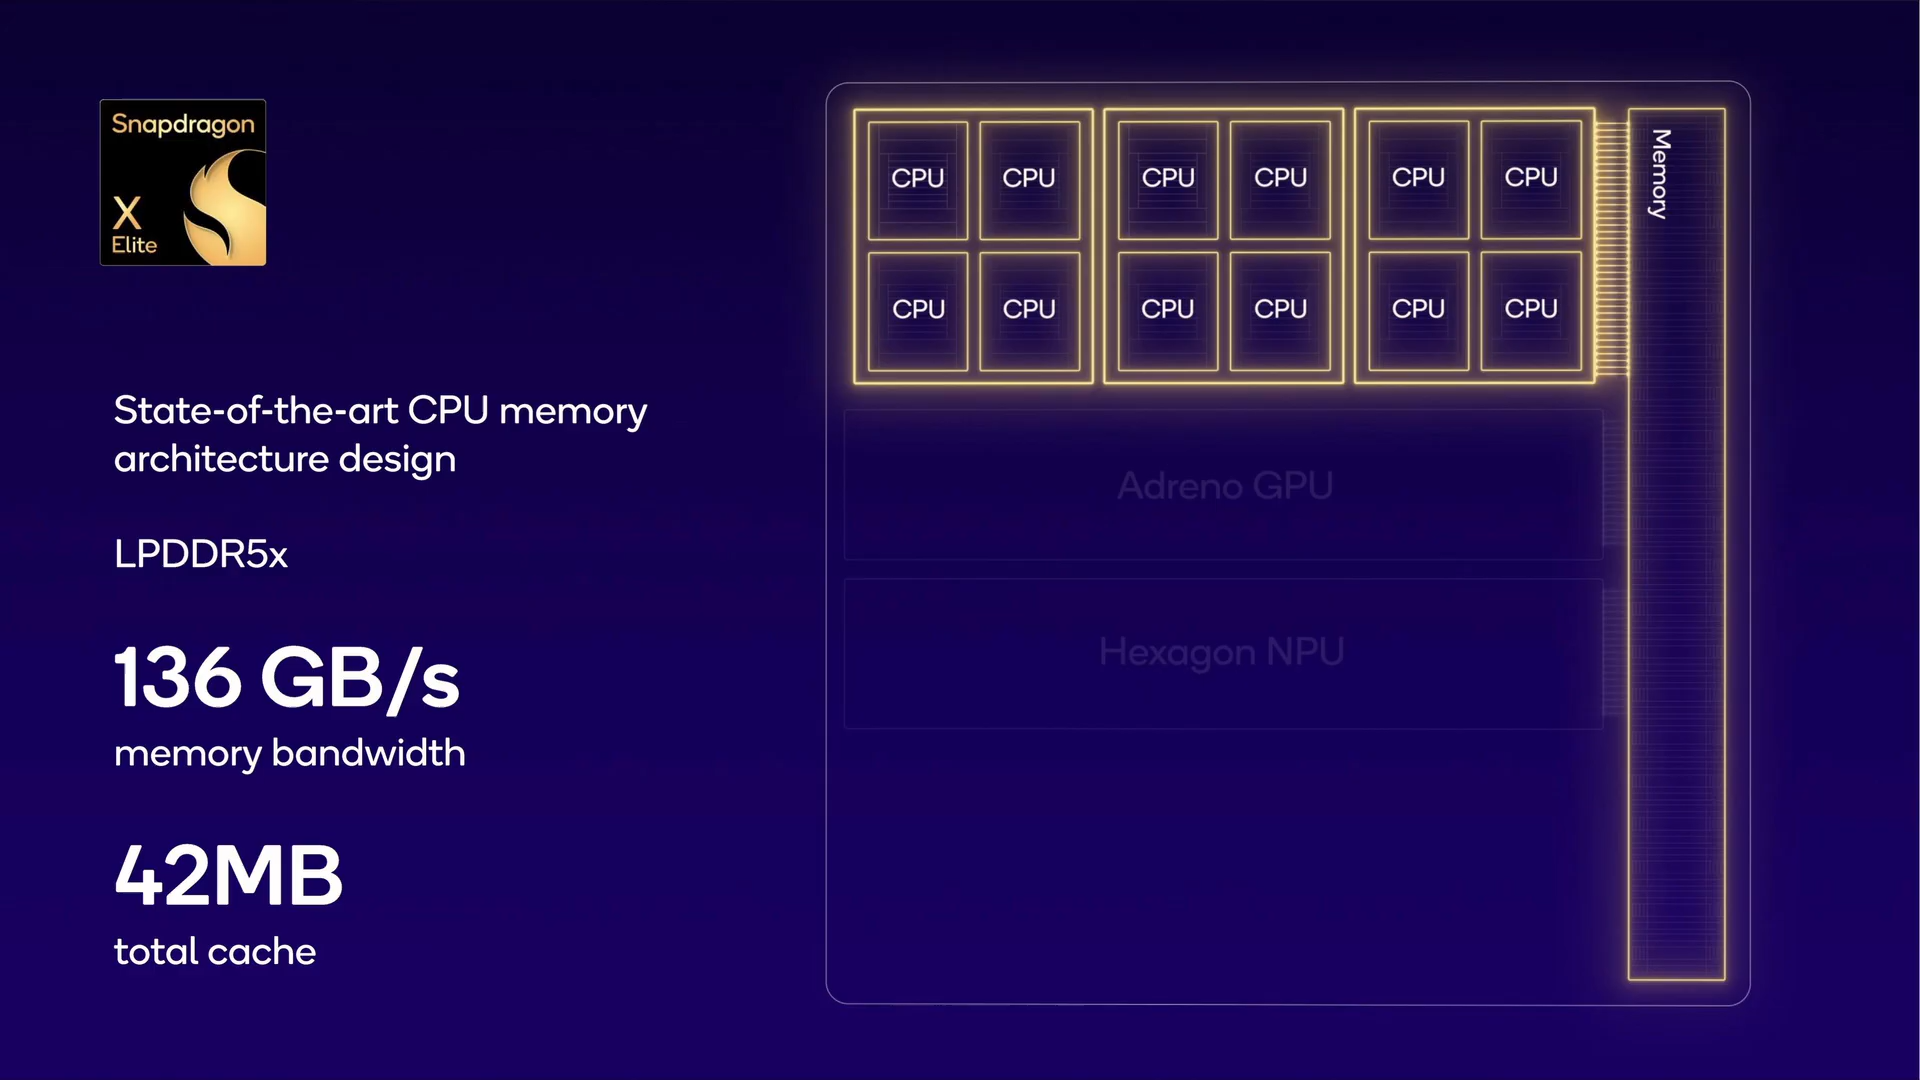 Snapdragon
X
Elite
State-of-the-art CPU memory
architecture design
LPDDR5x
136 GB/s
memory bandwidth
42MB
total cache
CPU CPU CPU CPU CPU CPU
CPU CPU CPU CPU CPU CPU
Memory
Adreno GPU
Hexagon NPU